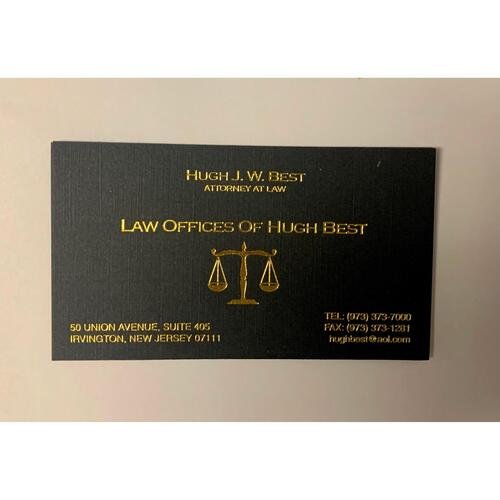 HUGH J. W. BEST
ATTORNEY AT LAW
LAW OFFICES OF HUGH BEST
50 UNION AVENUE, SUITE 405
IRVINGTON, NEW JERSEY 07111
TEL: (973) 373-7000
FAX: (973) 373-1281
hughbest@aol.com